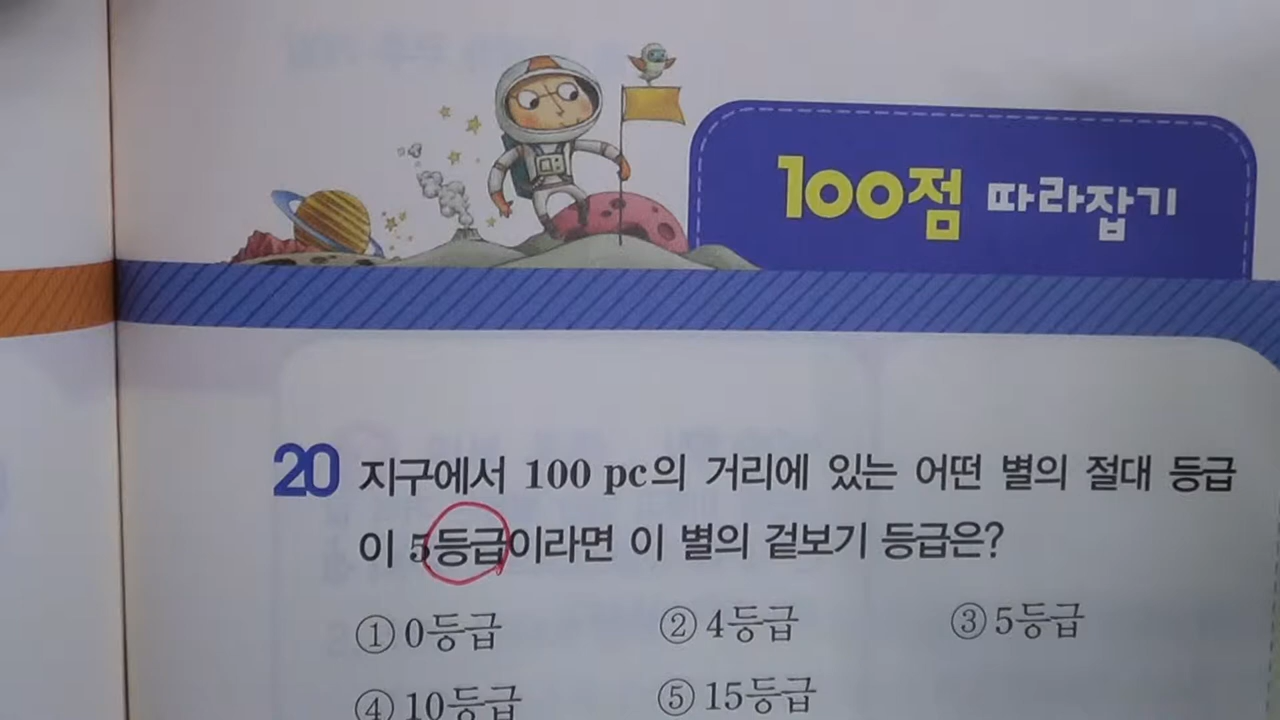 100점 따라잡기
20 지구에서 100 pc의 거리에 있는 어떤 별의 절대 등급
이 5등급이라면 이 별의 겉보기 등급은?
① 0등급 ② 4등급 ③ 5등급
④ 10등급 ⑤ 15등급